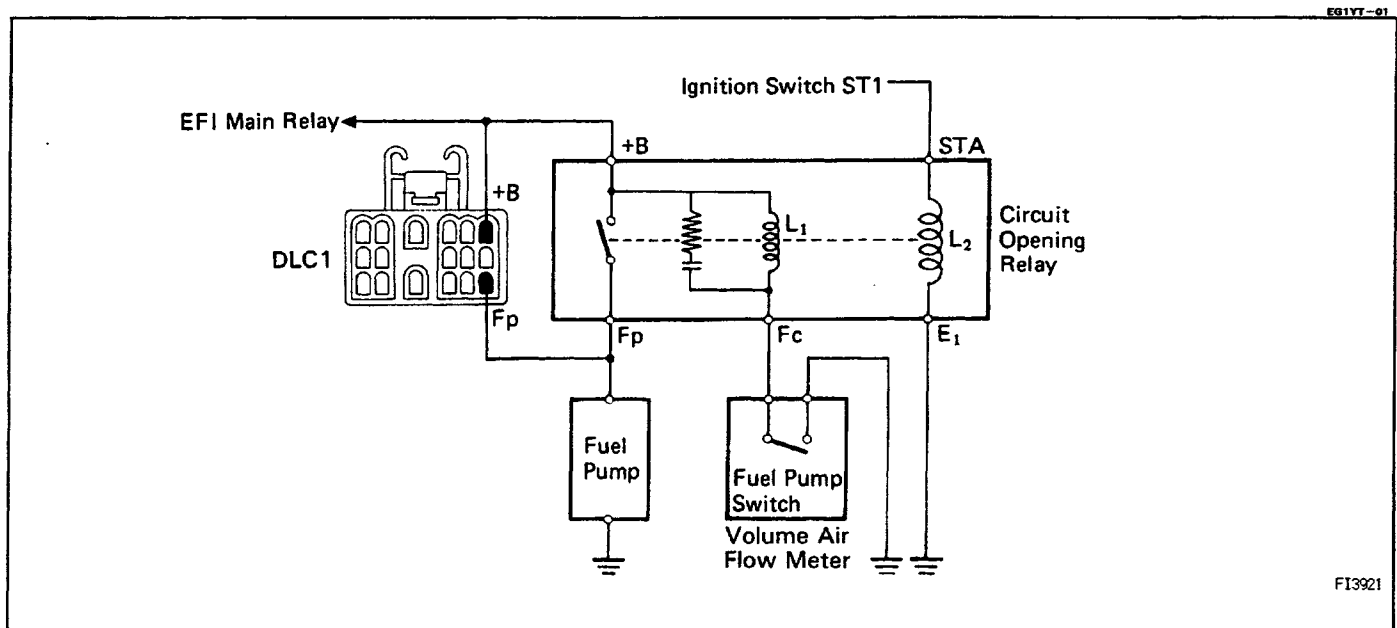 EG1YT-01
Ignition Switch ST1
EFI Main Relay
+B
STA
+B
L₁
L₂
Circuit
Opening
Relay
DLC1
Fp
Fp
Fc
E₁
Fuel
Pump
Fuel Pump
Switch
Volume Air
Flow Meter
FI3921